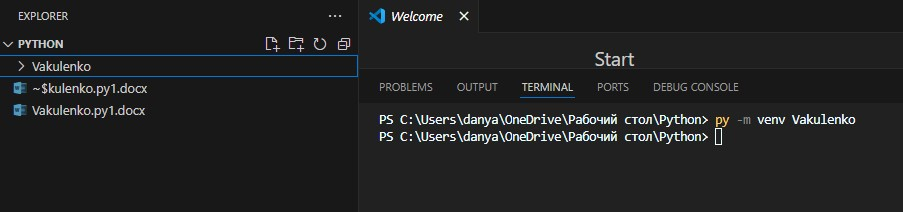 EXPLORER
...
PYTHON
Vakulenko
~$kulenko.py1.docx
Vakulenko.py1.docx
Welcome
Start
PROBLEMS OUTPUT TERMINAL PORTS DEBUG CONSOLE
PS C:\Users\danya\OneDrive\Рабочий стол\Python> py -m venv Vakulenko
PS C:\Users\danya\OneDrive\Рабочий стол\Python>